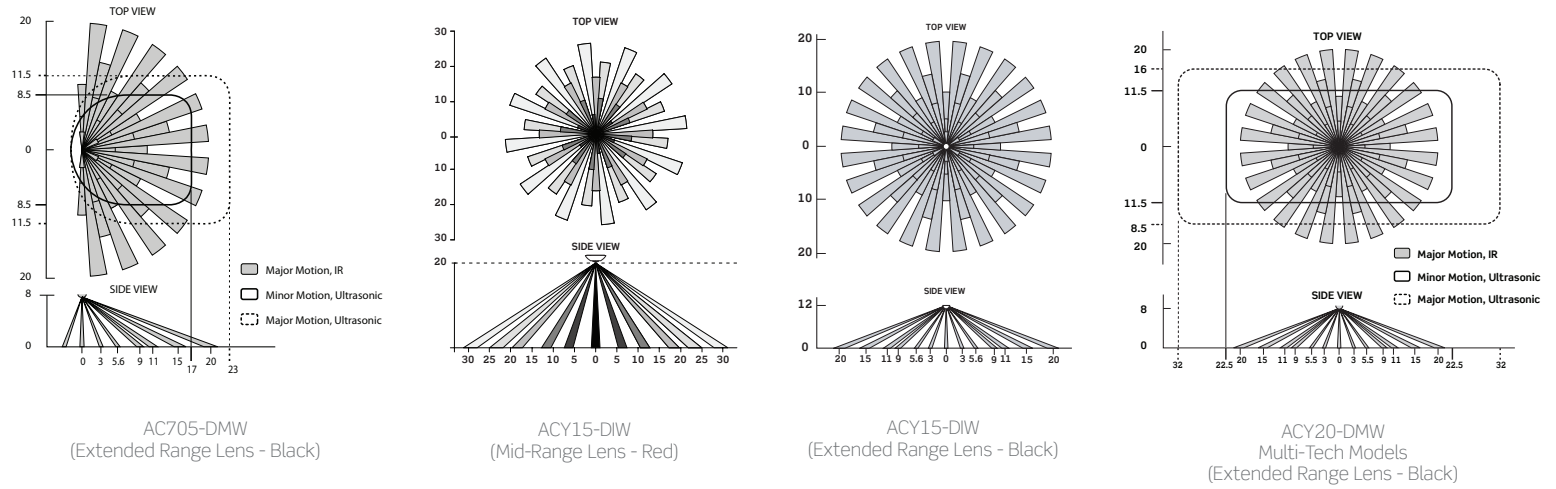 TOP VIEW
20
11.5
8.5
0
8.5
11.5
20
Major Motion, IR
Minor Motion, Ultrasonic
Major Motion, Ultrasonic
SIDE VIEW
8
0
0 3 5.6 9 11 15 17 20 23
AC705-DMW
(Extended Range Lens - Black)
TOP VIEW
30
20
10
0
10
20
30
SIDE VIEW
20
30 25 20 15 10 5 0 5 10 15 20 25 30
ACY15-DIW
(Mid-Range Lens - Red)
TOP VIEW
20
10
0
10
20
SIDE VIEW
12
0
20 15 11 9 5.6 3 0 3 5.6 9 11 15 20
ACY15-DIW
(Extended Range Lens - Black)
TOP VIEW
20
16
11.5
0
11.5
8.5
20
Major Motion, IR
Minor Motion, Ultrasonic
Major Motion, Ultrasonic
SIDE VIEW
8
0
32 22.5 20 15 11 9 5.5 3 0 3 5.5 9 11 15 20 22.5 32
ACY20-DMW
Multi-Tech Models
(Extended Range Lens - Black)